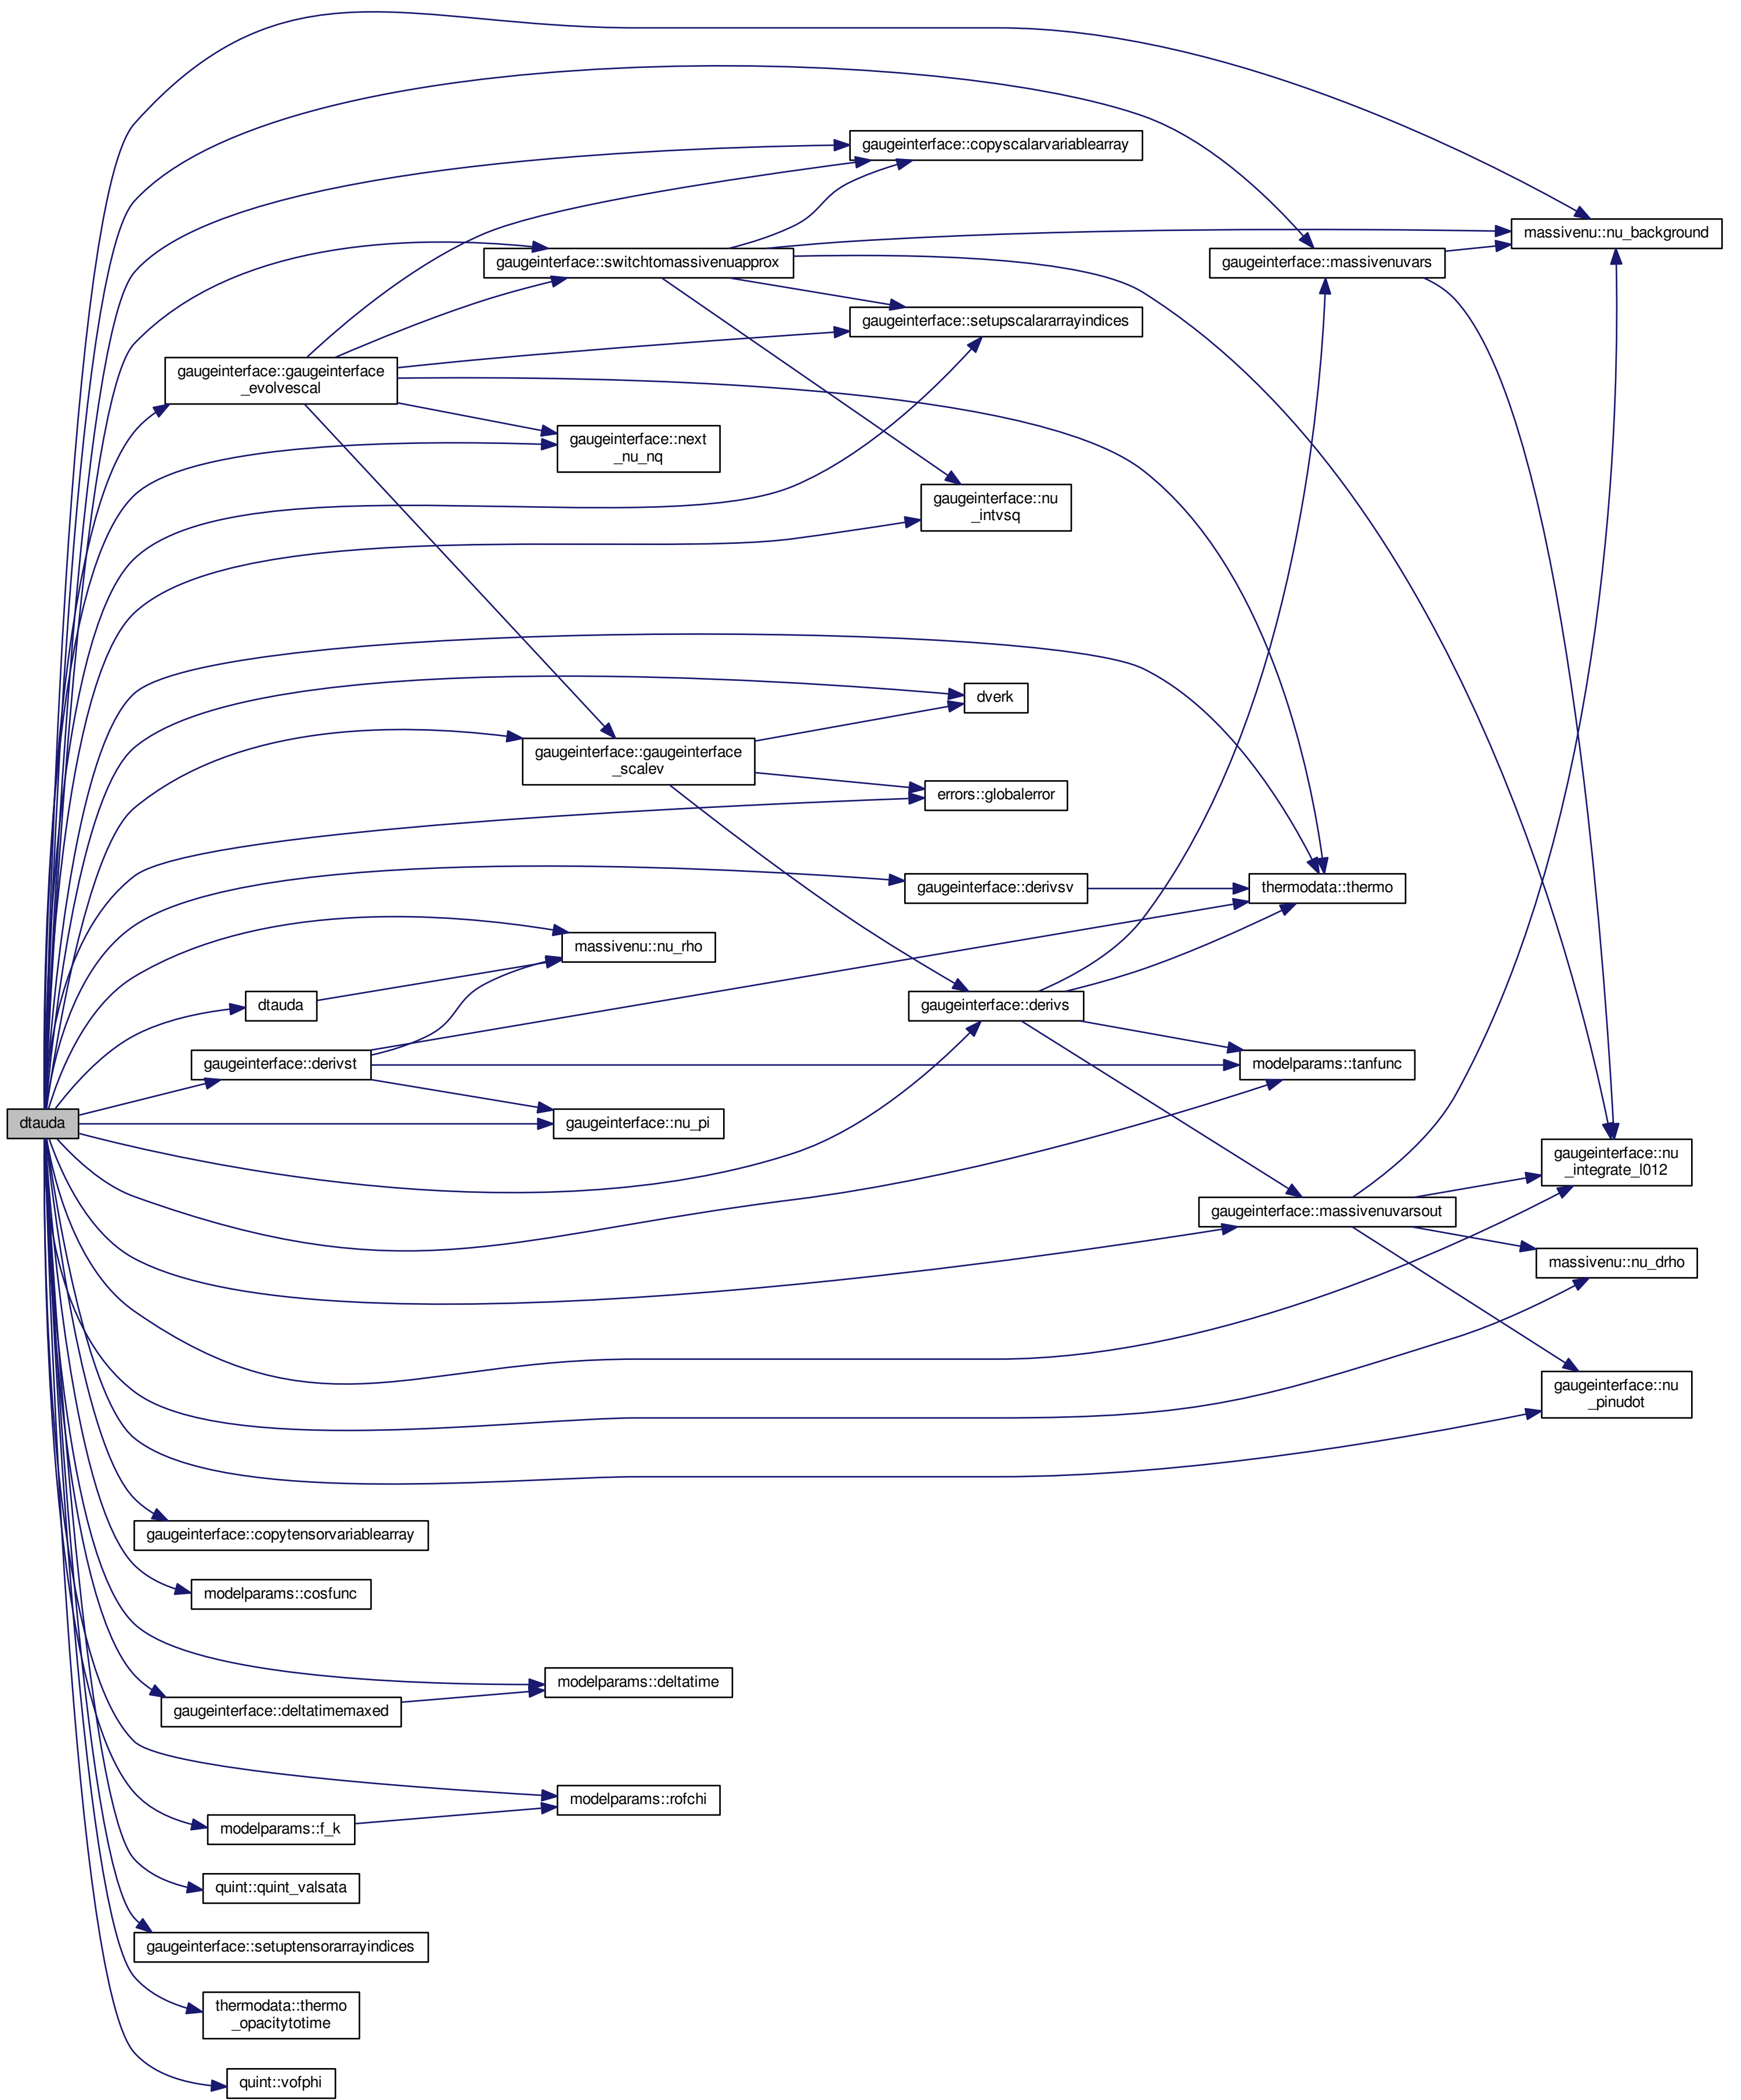 gaugeinterface::copyscalarvariablearray
massivenu::nu_background
gaugeinterface::switchtomassivenuapprox
gaugeinterface::massivenuvars
gaugeinterface::setupscalararrayindices
gaugeinterface::gaugeinterface
_evolvescal
gaugeinterface::next
_nu_nq
gaugeinterface::nu
_intvsq
dverk
gaugeinterface::gaugeinterface
_scalev
errors::globalerror
gaugeinterface::derivsv
thermodata::thermo
massivenu::nu_rho
dtauda
gaugeinterface::derivs
gaugeinterface::derivst
modelparams::tanfunc
dtauda
gaugeinterface::nu_pi
gaugeinterface::nu
_integrate_l012
gaugeinterface::massivenuvarsout
massivenu::nu_drho
gaugeinterface::nu
_pinudot
gaugeinterface::copytensorvariablearray
modelparams::cosfunc
modelparams::deltatime
gaugeinterface::deltatimemaxed
modelparams::rofchi
modelparams::f_k
quint::quint_valsata
gaugeinterface::setuptensorarrayindices
thermodata::thermo
_opacitytotime
quint::vofphi